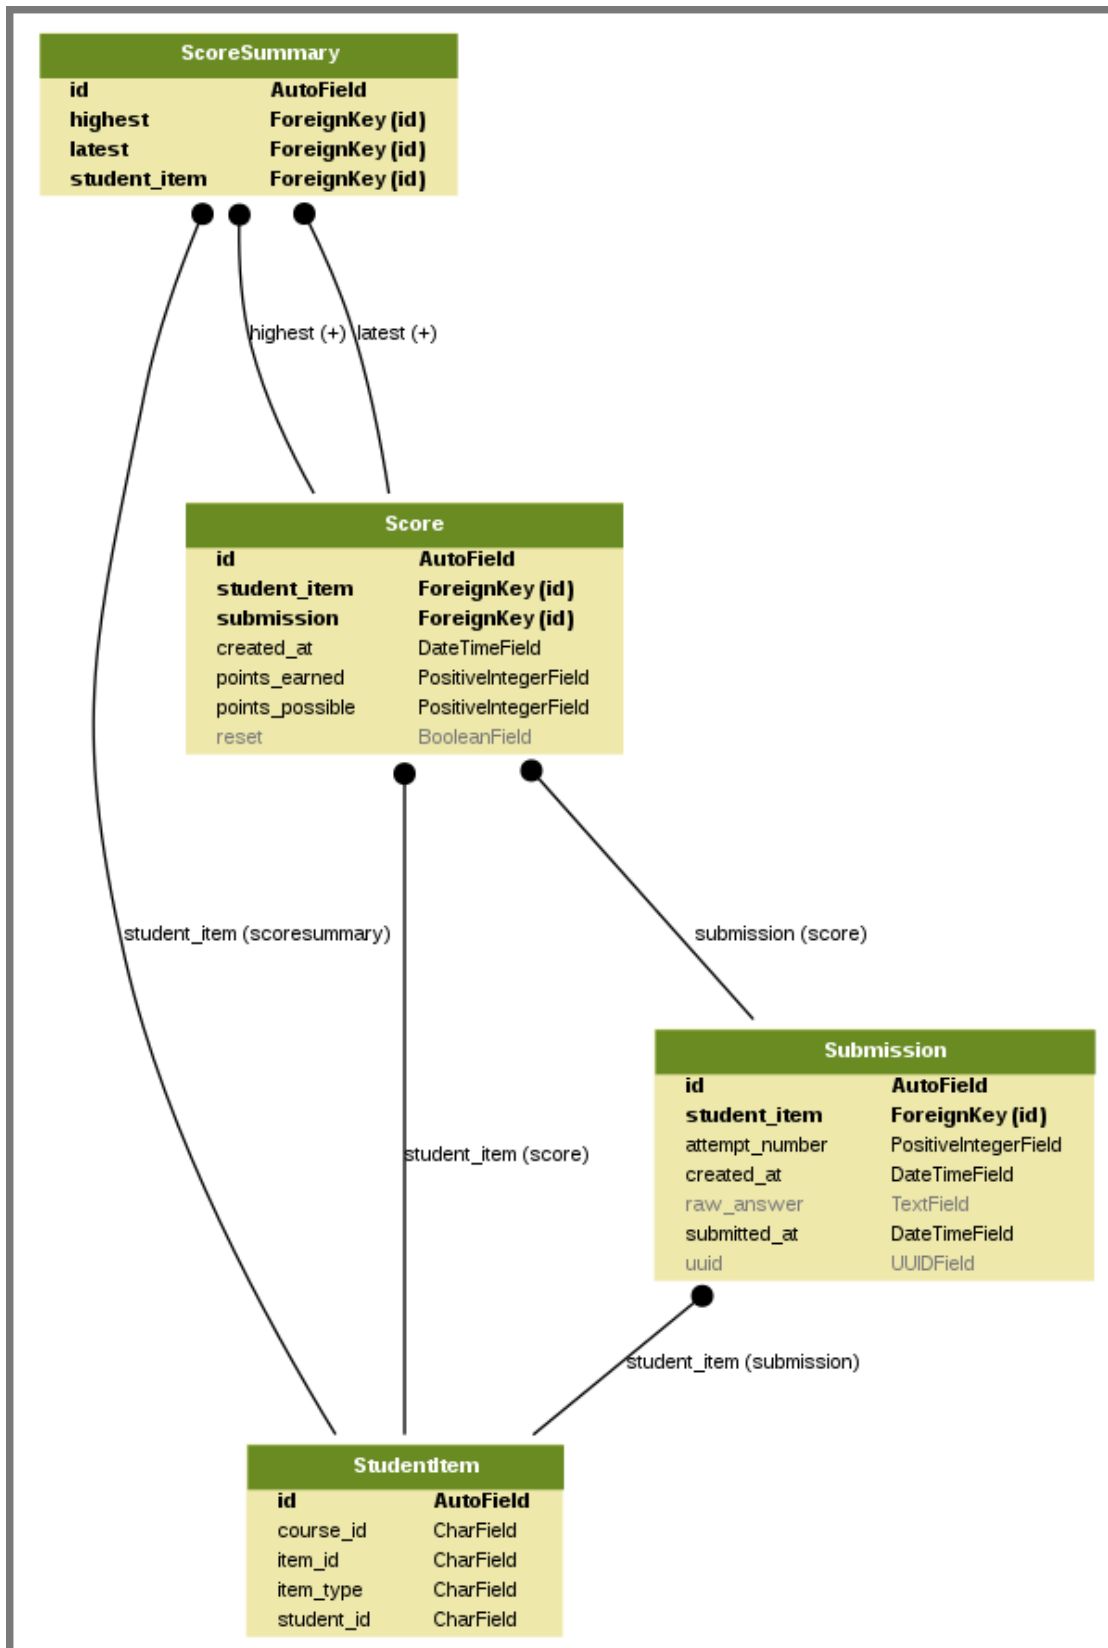 ScoreSummary
id AutoField
highest ForeignKey (id)
latest ForeignKey (id)
student_item ForeignKey (id)
highest (+) latest (+)
Score
id AutoField
student_item ForeignKey (id)
submission ForeignKey (id)
created_at DateTimeField
points_earned PositiveIntegerField
points_possible PositiveIntegerField
reset BooleanField
student_item (scoresummary) submission (score)
Submission
id AutoField
student_item ForeignKey (id)
attempt_number PositiveIntegerField
student_item (score)
created_at DateTimeField
raw_answer TextField
submitted_at DateTimeField
uuid UUIDField
student_item (submission)
StudentItem
id AutoField
course_id CharField
item_id CharField
item_type CharField
student_id CharField